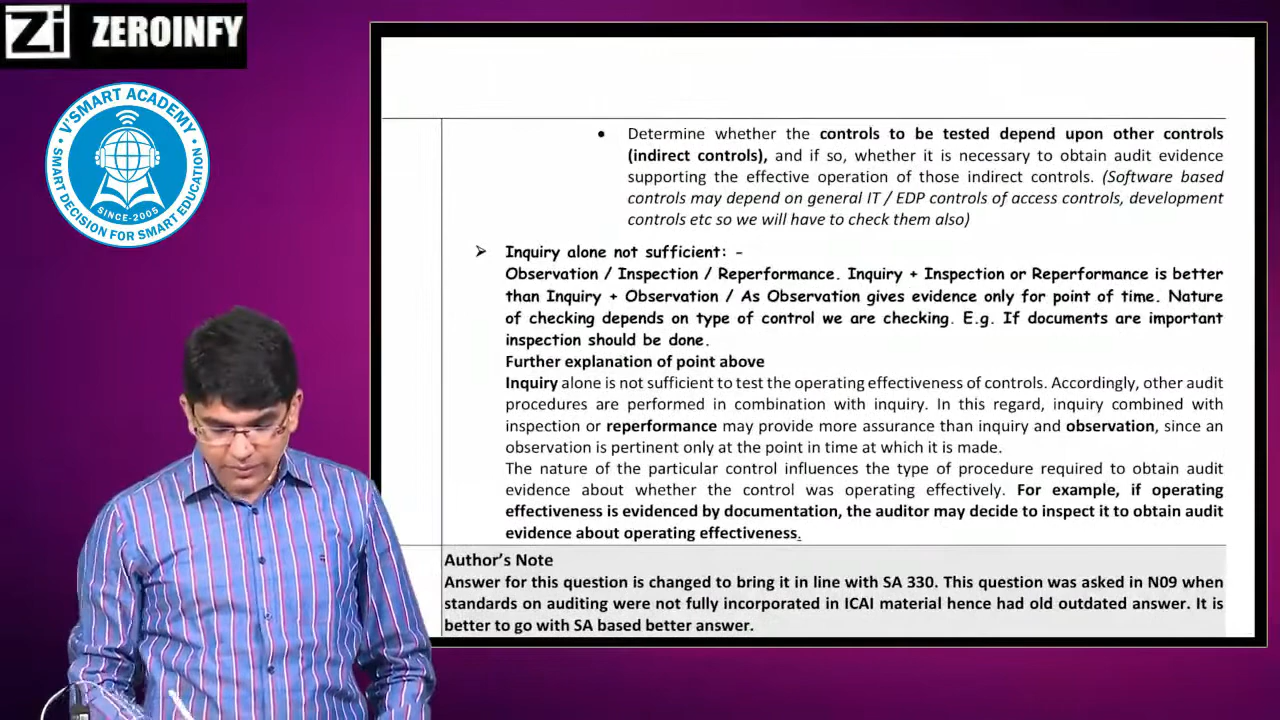 ZEROINFY
V'SMART ACADEMY
SMART DECISION FOR SMART EDUCATION
SINCE-2005
• Determine whether the controls to be tested depend upon other controls
(indirect controls), and if so, whether it is necessary to obtain audit evidence
supporting the effective operation of those indirect controls. (Software based
controls may depend on general IT / EDP controls of access controls, development
controls etc so we will have to check them also)
➢ Inquiry alone not sufficient: -
Observation / Inspection / Reperformance. Inquiry + Inspection or Reperformance is better
than Inquiry + Observation / As Observation gives evidence only for point of time. Nature
of checking depends on type of control we are checking. E.g. If documents are important
inspection should be done.
Further explanation of point above
Inquiry alone is not sufficient to test the operating effectiveness of controls. Accordingly, other audit
procedures are performed in combination with inquiry. In this regard, inquiry combined with
inspection or reperformance may provide more assurance than inquiry and observation, since an
observation is pertinent only at the point in time at which it is made.
The nature of the particular control influences the type of procedure required to obtain audit
evidence about whether the control was operating effectively. For example, if operating
effectiveness is evidenced by documentation, the auditor may decide to inspect it to obtain audit
evidence about operating effectiveness.
Author's Note
Answer for this question is changed to bring it in line with SA 330. This question was asked in N09 when
standards on auditing were not fully incorporated in ICAI material hence had old outdated answer. It is
better to go with SA based better answer.